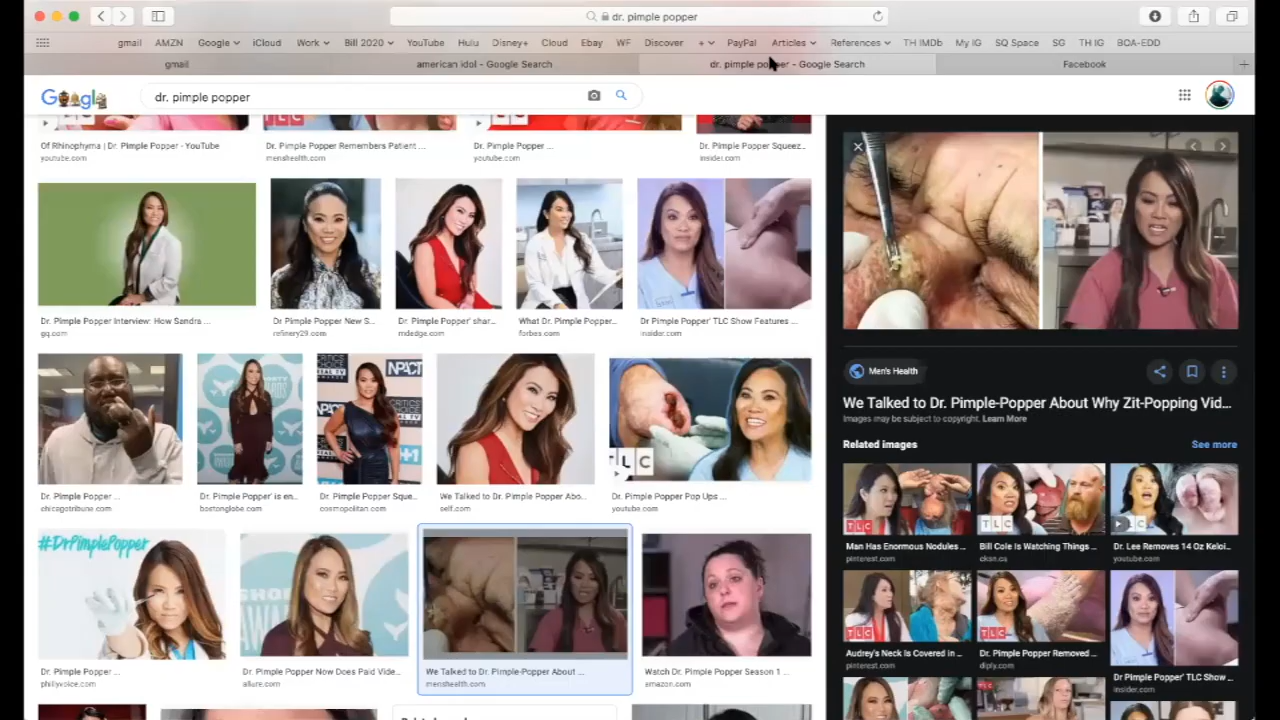 dr. pimple popper
gmail AMZN Google iCloud Work Bill 2020 YouTube Hulu Disney+ Cloud Ebay WF Discover + PayPal Articles References TH IMDb My IG SQ Space SG TH IG BOA-EDD
gmail american idol - Google Search dr. pimple popper - Google Search Facebook
dr. pimple popper
TLC TLC
Of Rhinophyma | Dr. Pimple Popper - YouTube
youtube.com
Dr. Pimple Popper Remembers Patient ...
menshealth.com
Dr. Pimple Popper ...
youtube.com
Dr. Pimple Popper Squeez...
insider.com
Dr. Pimple Popper Interview: How Sandra ...
gq.com
Dr Pimple Popper New S...
refinery29.com
Dr. Pimple Popper' shar...
mdedge.com
What Dr. Pimple Popper...
forbes.com
Dr Pimple Popper' TLC Show Features ...
insider.com
NPACT
TLC
Dr. Pimple Popper ...
chicagotribune.com
Dr. Pimple Popper' is en...
bostonglobe.com
Dr. Pimple Popper Sque...
cosmopolitan.com
We Talked to Dr. Pimple Popper Abo...
self.com
Dr. Pimple Popper Pop Ups ...
youtube.com
#DrPimplePopper
Dr. Pimple Popper ...
phillyvoice.com
Dr. Pimple Popper Now Does Paid Vide...
allure.com
We Talked to Dr. Pimple-Popper About ...
menshealth.com
Watch Dr. Pimple Popper Season 1 ...
amazon.com
Men's Health
We Talked to Dr. Pimple-Popper About Why Zit-Popping Vid...
Images may be subject to copyright. Learn More
Related images See more
TLC
TLC
Man Has Enormous Nodules ...
pinterest.com
Bill Cole Is Watching Things ...
ckan.ca
Dr. Lee Removes 14 Oz Keloi...
youtube.com
TLC
TLC
Audrey's Neck Is Covered in ...
pinterest.com
Dr. Pimple Popper Removed ...
diply.com
Dr Pimple Popper' TLC Show ...
insider.com